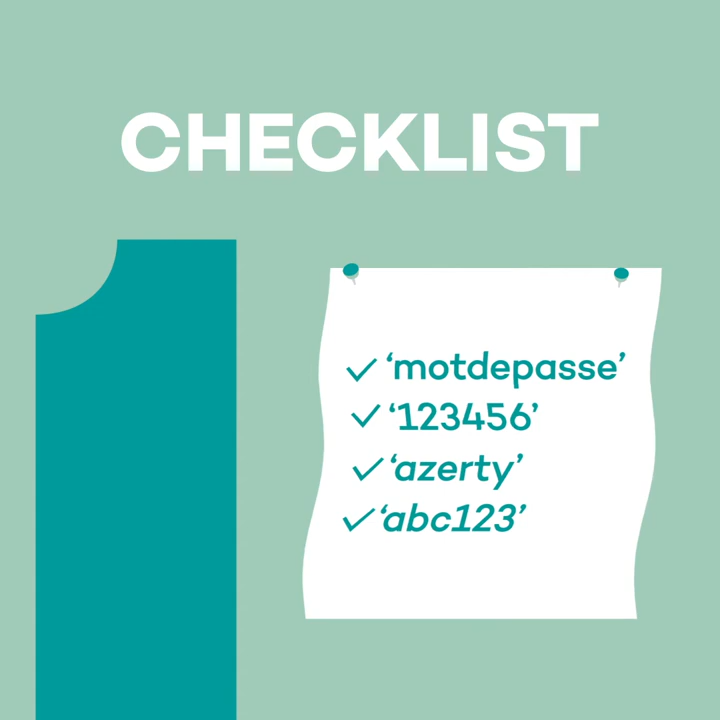 CHECKLIST
‘motdepasse’
‘123456’
‘azerty’
‘abc123’